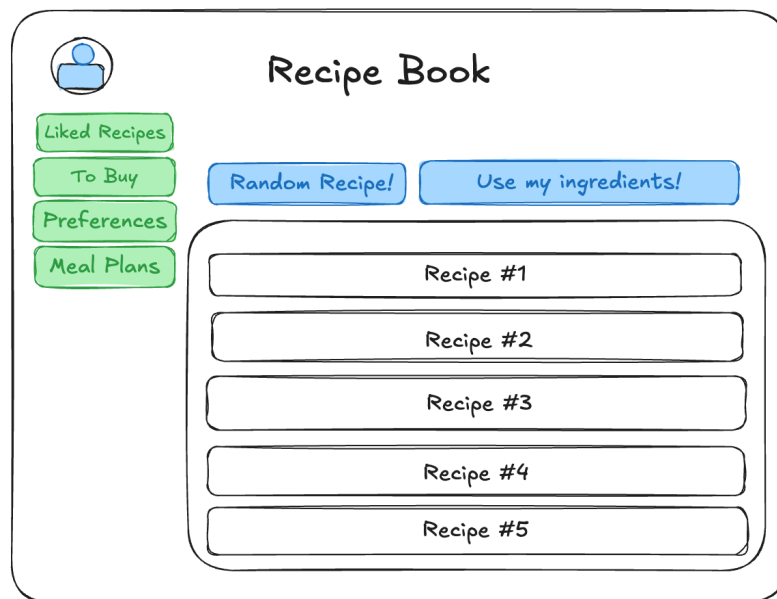 Recipe Book
Liked Recipes
To Buy
Preferences
Meal Plans
Random Recipe!
Use my ingredients!
Recipe #1
Recipe #2
Recipe #3
Recipe #4
Recipe #5